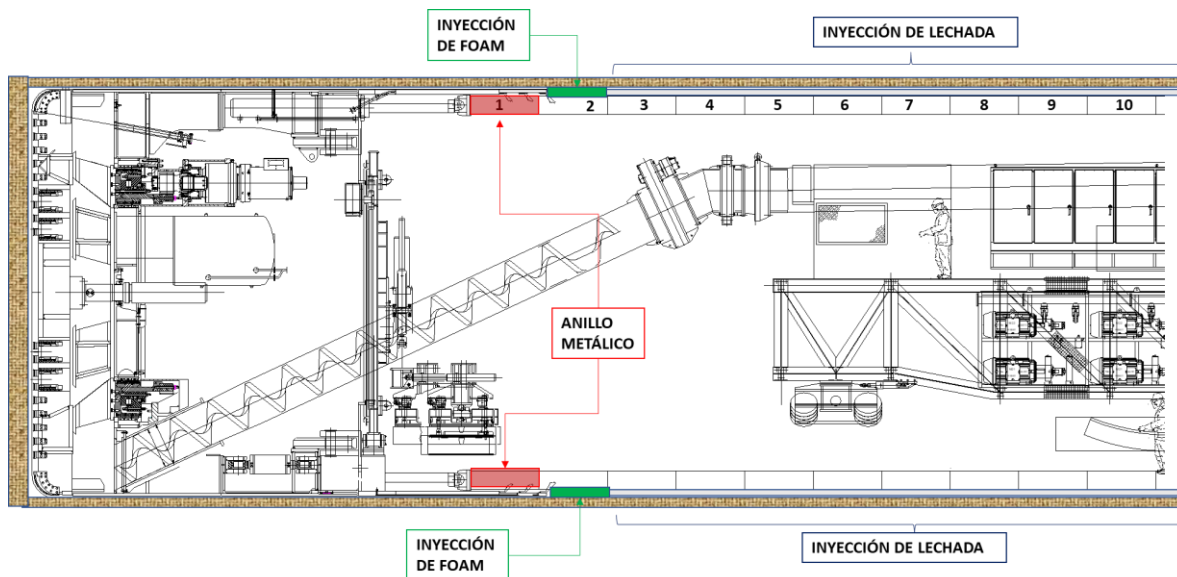 INYECCIÓN
DE FOAM
INYECCIÓN DE LECHADA
1 2 3 4 5 6 7 8 9 10
ANILLO
METÁLICO
INYECCIÓN
DE FOAM
INYECCIÓN DE LECHADA